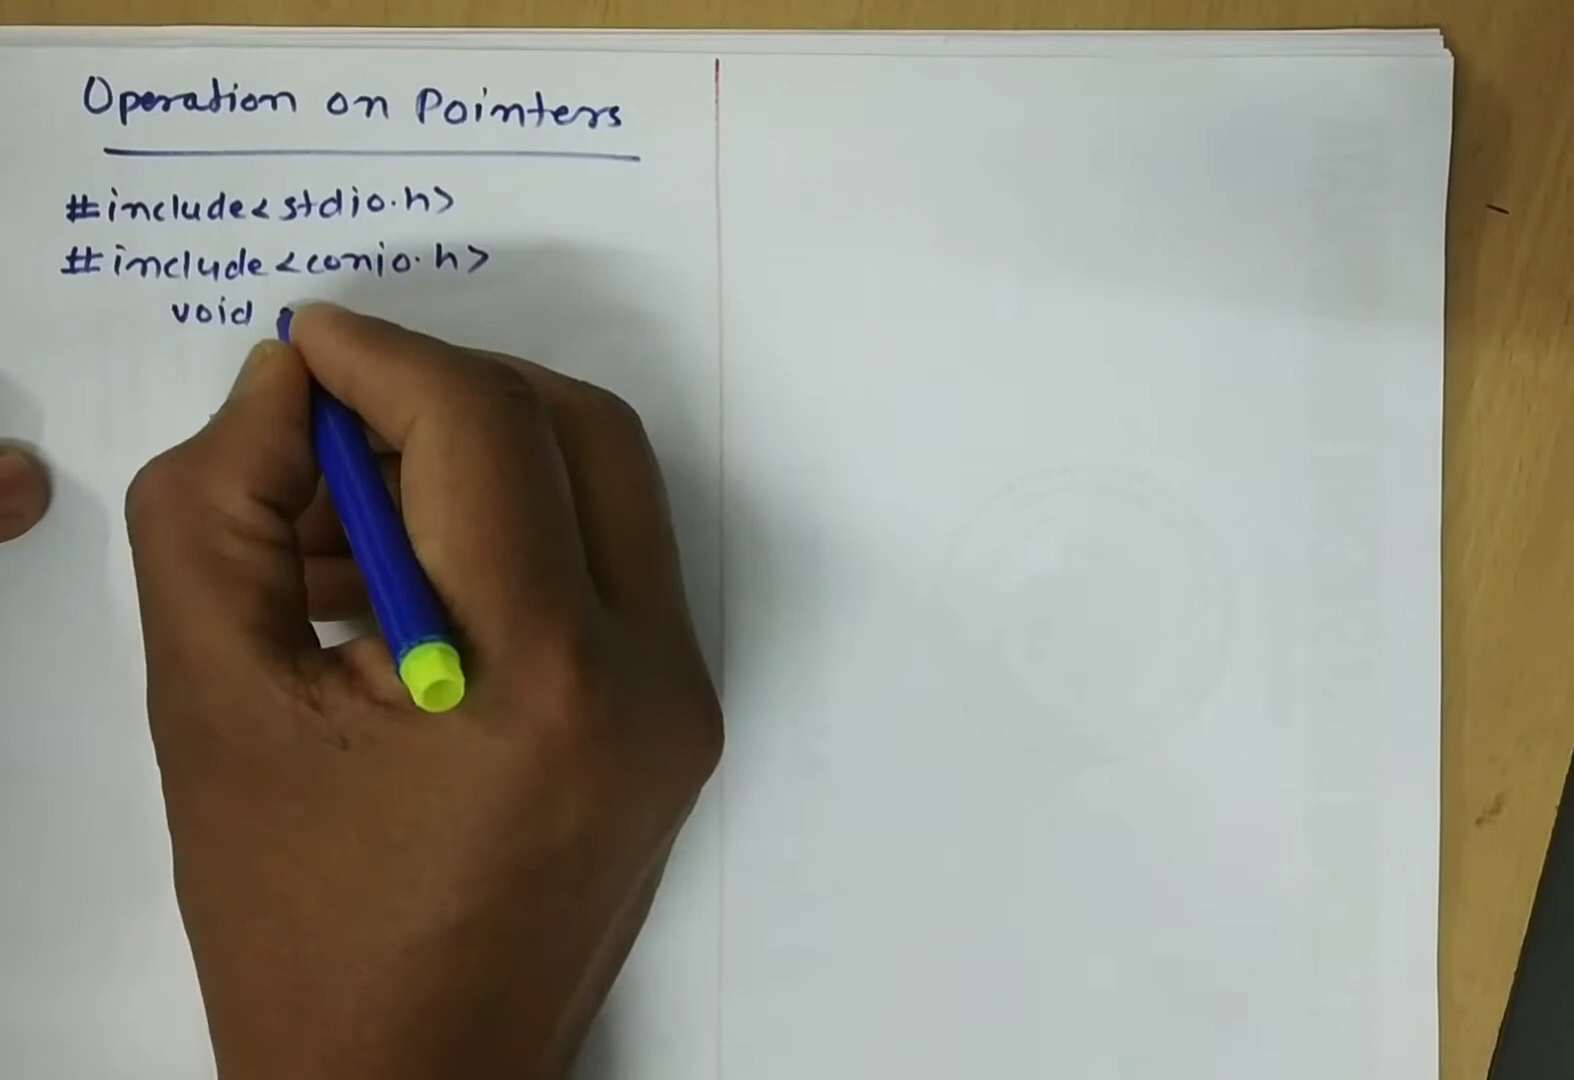 Operation on Pointers
#include<stdio.h>
#include<conio.h>
void